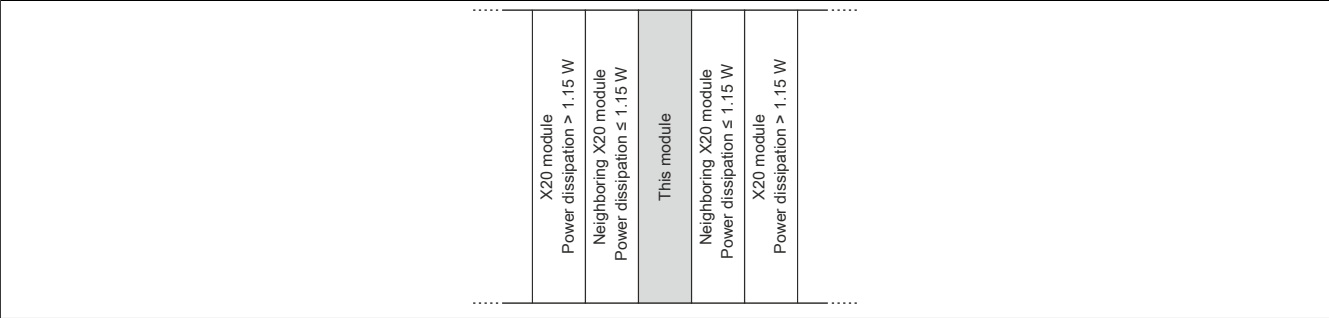 X20 module
Power dissipation > 1.15 W
Neighboring X20 module
Power dissipation ≤ 1.15 W
This module
Neighboring X20 module
Power dissipation ≤ 1.15 W
X20 module
Power dissipation > 1.15 W